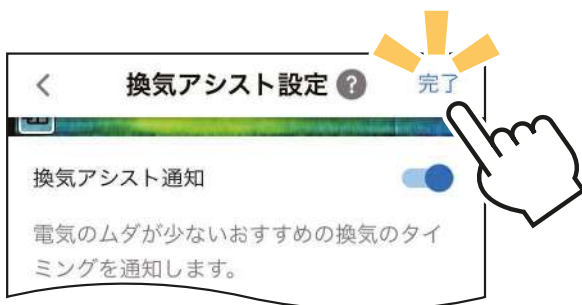 換気アシスト設定 ? 完了
換気アシスト通知
電気のムダが少ないおすすめの換気のタイ
ミングを通知します。